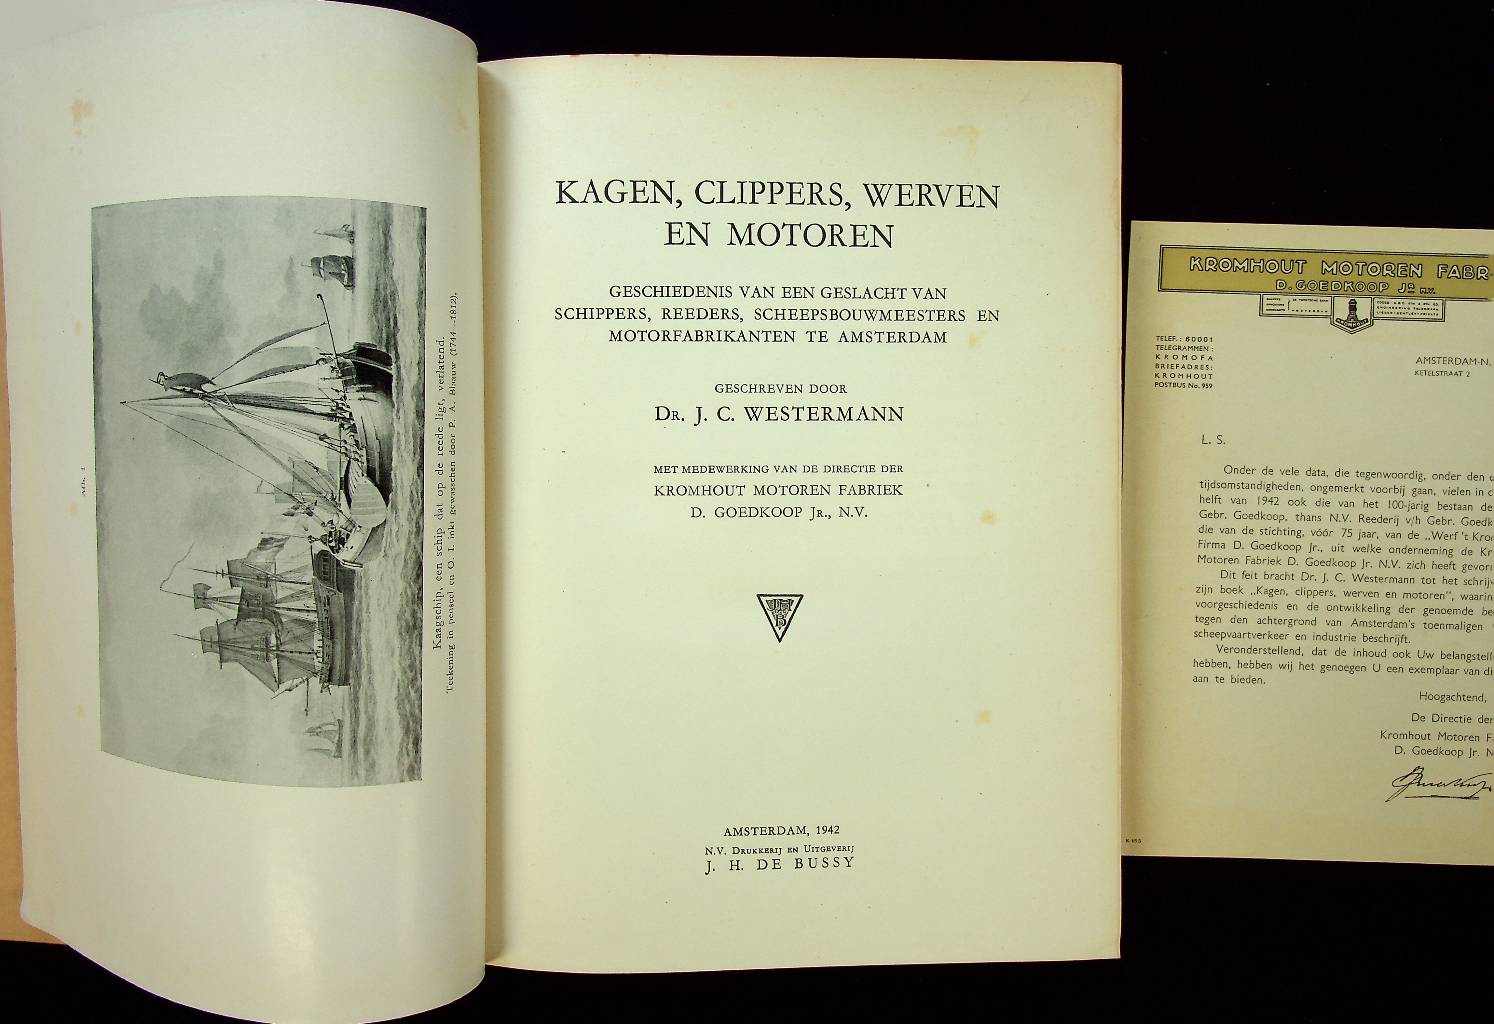 Afb. 1
Kaagschip, een schip dat op de reede ligt, verlatend.
Teekening in penseel en O. I. inkt gewasschen door P. A. Blaauw (1744—1812).
KAGEN, CLIPPERS, WERVEN
EN MOTOREN
GESCHIEDENIS VAN EEN GESLACHT VAN
SCHIPPERS, REEDERS, SCHEEPSBOUWMEESTERS EN
MOTORFABRIKANTEN TE AMSTERDAM
GESCHREVEN DOOR
DR. J. C. WESTERMANN
MET MEDEWERKING VAN DE DIRECTIE DER
KROMHOUT MOTOREN FABRIEK
D. GOEDKOOP JR., N.V.
AMSTERDAM, 1942
N.V. DRUKKERIJ EN UITGEVERIJ
J. H. DE BUSSY
KROMHOUT MOTOREN FABR
D. GOEDKOOP JR N.V.
TELEF.: 60001
TELEGRAMMEN:
KROMOFA
BRIEFADRES:
KROMHOUT
POSTBUS No. 959
AMSTERDAM-N.
KETELSTRAAT 2
L. S.
Onder de vele data, die tegenwoordig, onder den
tijdsomstandigheden, ongemerkt voorbij gaan, vielen in
helft van 1942 ook die van het 100-jarig bestaan de
Gebr. Goedkoop, thans N.V. Reederij v/h Gebr. Goedk
die van de stichting, vóór 75 jaar, van de „Werf 't Kro
Firma D. Goedkoop Jr., uit welke onderneming de Kr
Motoren Fabriek D. Goedkoop Jr. N.V. zich heeft gevor
Dit feit bracht Dr. J. C. Westermann tot het schrij
zijn boek „Kagen, clippers, werven en motoren", waarin
voorgeschiedenis en de ontwikkeling der genoemde be
tegen den achtergrond van Amsterdam's toenmaligen
scheepvaartverkeer en industrie beschrijft.
Veronderstellend, dat de inhoud ook Uw belangstell
hebben, hebben wij het genoegen U een exemplaar van di
aan te bieden.
Hoogachtend,
De Directie der
Kromhout Motoren F
D. Goedkoop Jr. N
K 155